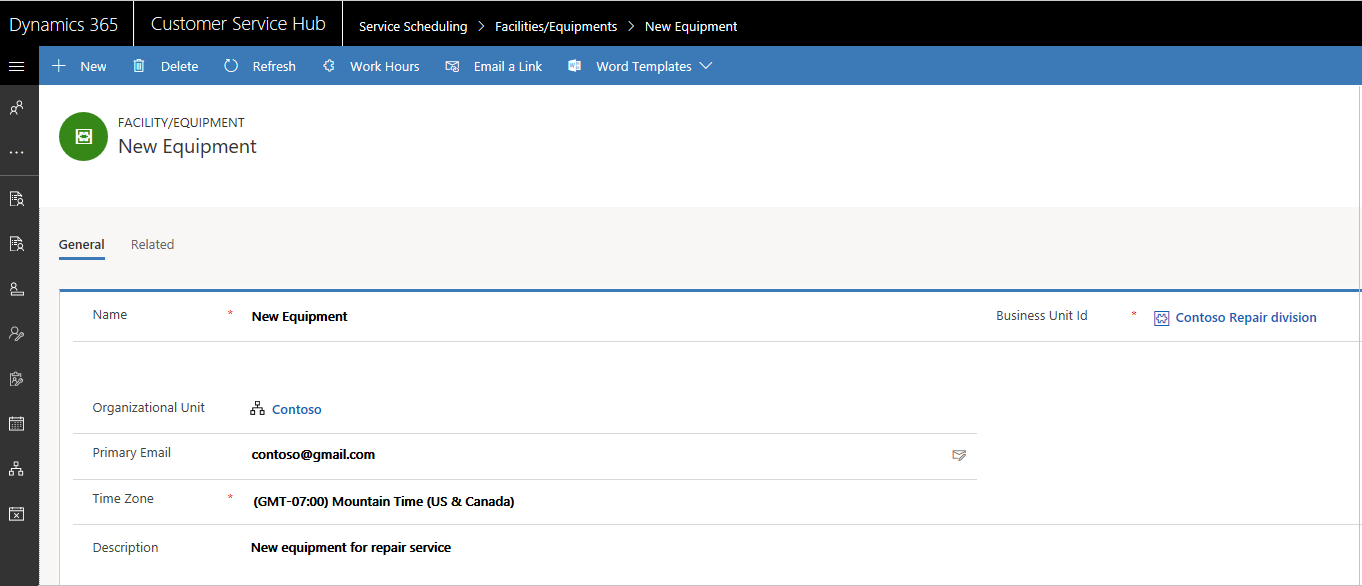 Dynamics 365 Customer Service Hub Service Scheduling > Facilities/Equipments > New Equipment
New Delete Refresh Work Hours Email a Link Word Templates
FACILITY/EQUIPMENT
New Equipment
General Related
Name * New Equipment Business Unit Id * Contoso Repair division
Organizational Unit Contoso
Primary Email contoso@gmail.com
Time Zone * (GMT-07:00) Mountain Time (US & Canada)
Description New equipment for repair service